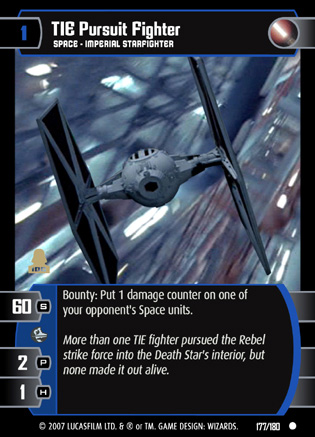 1
TIE Pursuit Fighter
SPACE - IMPERIAL STARFIGHTER
60 S
Bounty: Put 1 damage counter on one of
your opponent's Space units.
More than one TIE fighter pursued the Rebel
strike force into the Death Star's interior, but
none made it out alive.
2 P
1 H
© 2007 LUCASFILM LTD. & ® or TM. GAME DESIGN: WIZARDS.
177/180